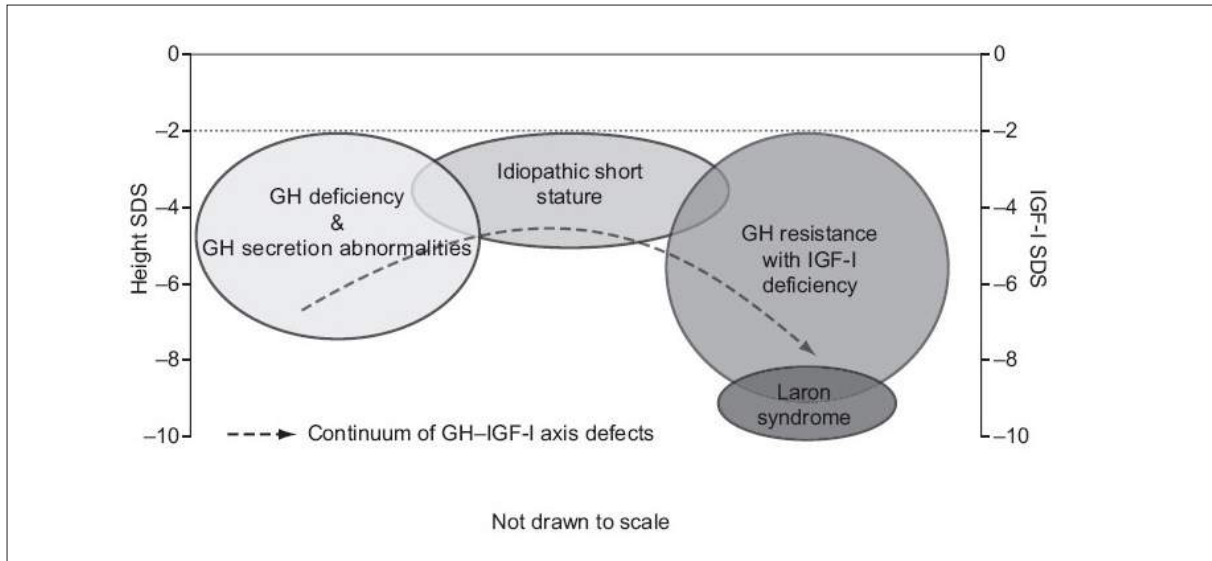 0
–2
–4
–6
–8
–10
Height SDS
0
–2
–4
–6
–8
–10
IGF-I SDS
GH deficiency
&
GH secretion abnormalities
Idiopathic short
stature
GH resistance
with IGF-I
deficiency
Laron
syndrome
Continuum of GH–IGF-I axis defects
Not drawn to scale